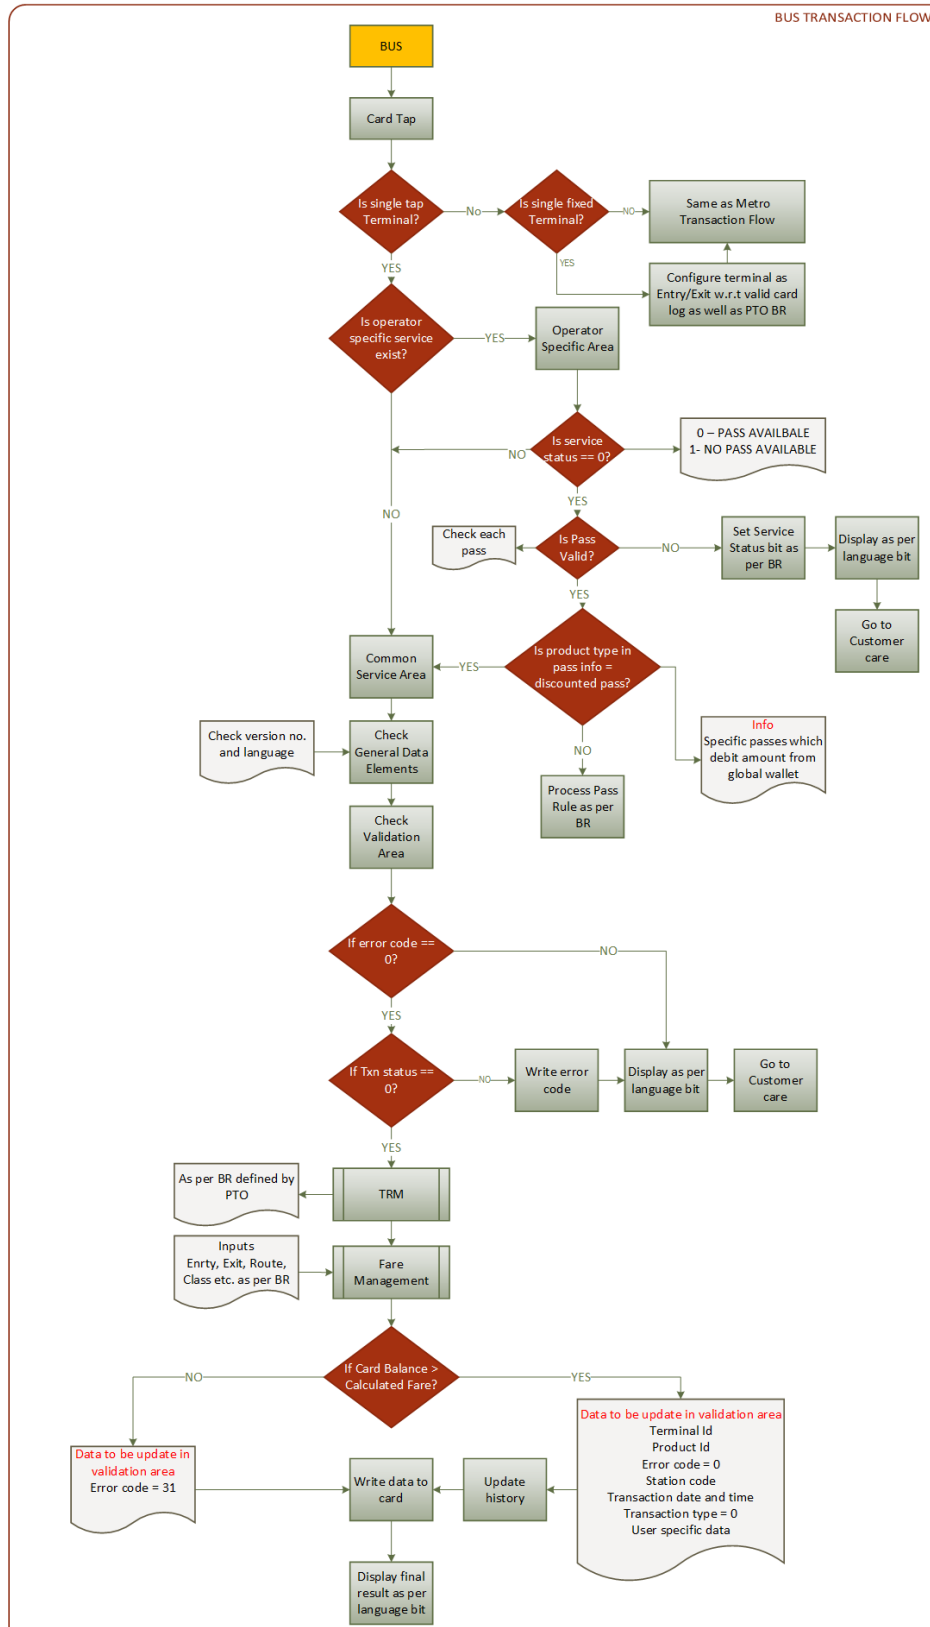 BUS TRANSACTION FLOW
BUS
Card Tap
Is single tap
Terminal?
No
Is single fixed
Terminal?
NO
Same as Metro
Transaction Flow
YES
YES
Configure terminal as
Entry/Exit w.r.t valid card
log as well as PTO BR
Is operator
specific service
exist?
YES
Operator
Specific Area
Is service
status == 0?
NO
0 – PASS AVAILBALE
1- NO PASS AVAILABLE
YES
NO
Check each
pass
Is Pass
Valid?
NO
Set Service
Status bit as
per BR
Display as per
language bit
YES
Go to
Customer
care
Common
Service Area
YES
Is product type in
pass info =
discounted pass?
Check version no.
and language
Check
General Data
Elements
NO
Info
Specific passes which
debit amount from
global wallet
Process Pass
Rule as per
BR
Check
Validation
Area
If error code ==
0?
NO
YES
If Txn status ==
0?
NO
Write error
code
Display as per
language bit
Go to
Customer
care
YES
As per BR defined by
PTO
TRM
Inputs
Enrty, Exit, Route,
Class etc. as per BR
Fare
Management
If Card Balance >
Calculated Fare?
NO
YES
Data to be update in validation area
Terminal Id
Product Id
Error code = 0
Station code
Transaction date and time
Transaction type = 0
User specific data
Data to be update in
validation area
Error code = 31
Write data to
card
Update
history
Display final
result as per
language bit